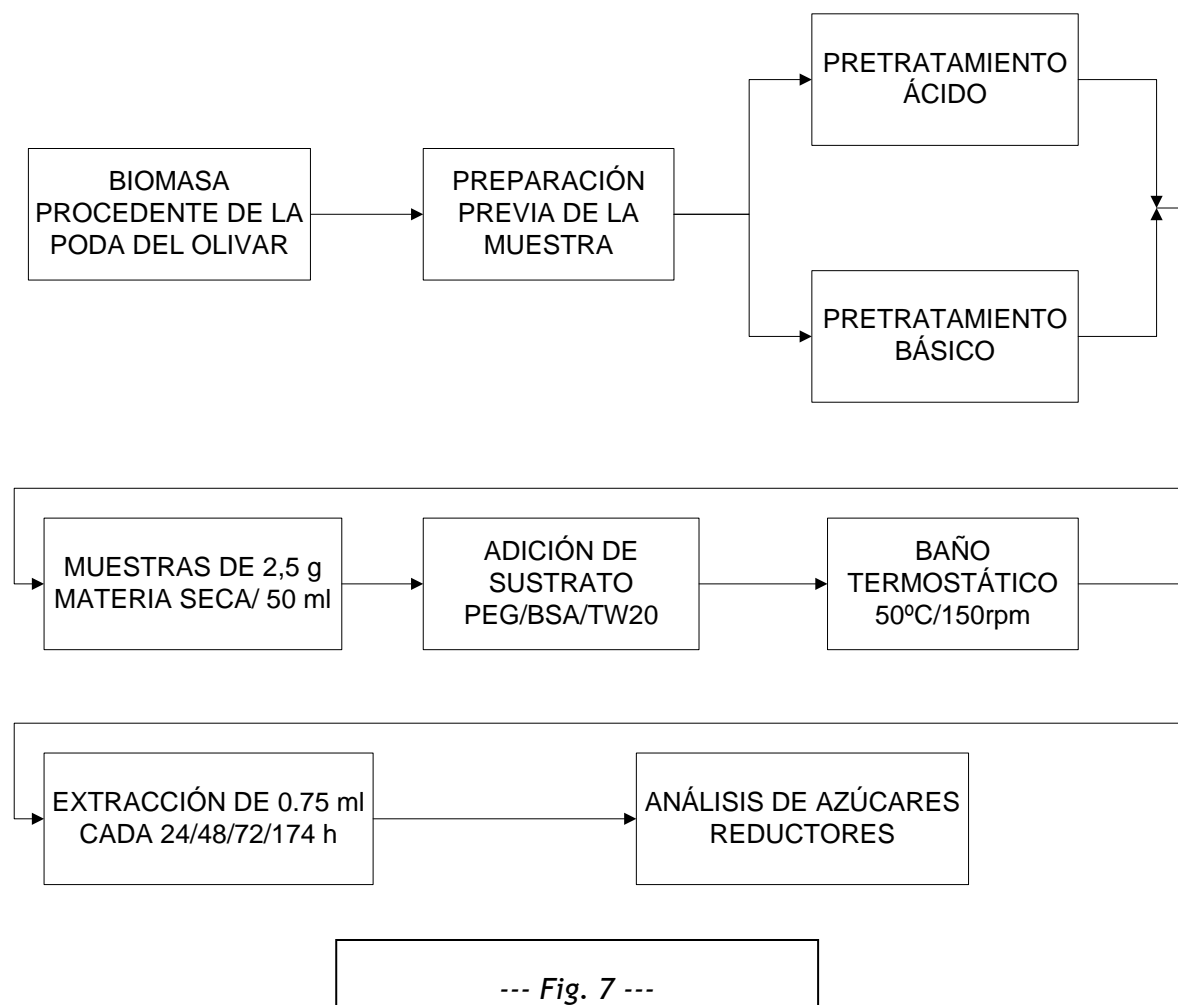 PRETRATAMIENTO
ÁCIDO
BIOMASA
PROCEDENTE DE LA
PODA DEL OLIVAR
PREPARACIÓN
PREVIA DE LA
MUESTRA
PRETRATAMIENTO
BÁSICO
MUESTRAS DE 2,5 g
MATERIA SECA/ 50 ml
ADICIÓN DE
SUSTRATO
PEG/BSA/TW20
BAÑO
TERMOSTÁTICO
50ºC/150rpm
EXTRACCIÓN DE 0.75 ml
CADA 24/48/72/174 h
ANÁLISIS DE AZÚCARES
REDUCTORES
--- Fig. 7 ---